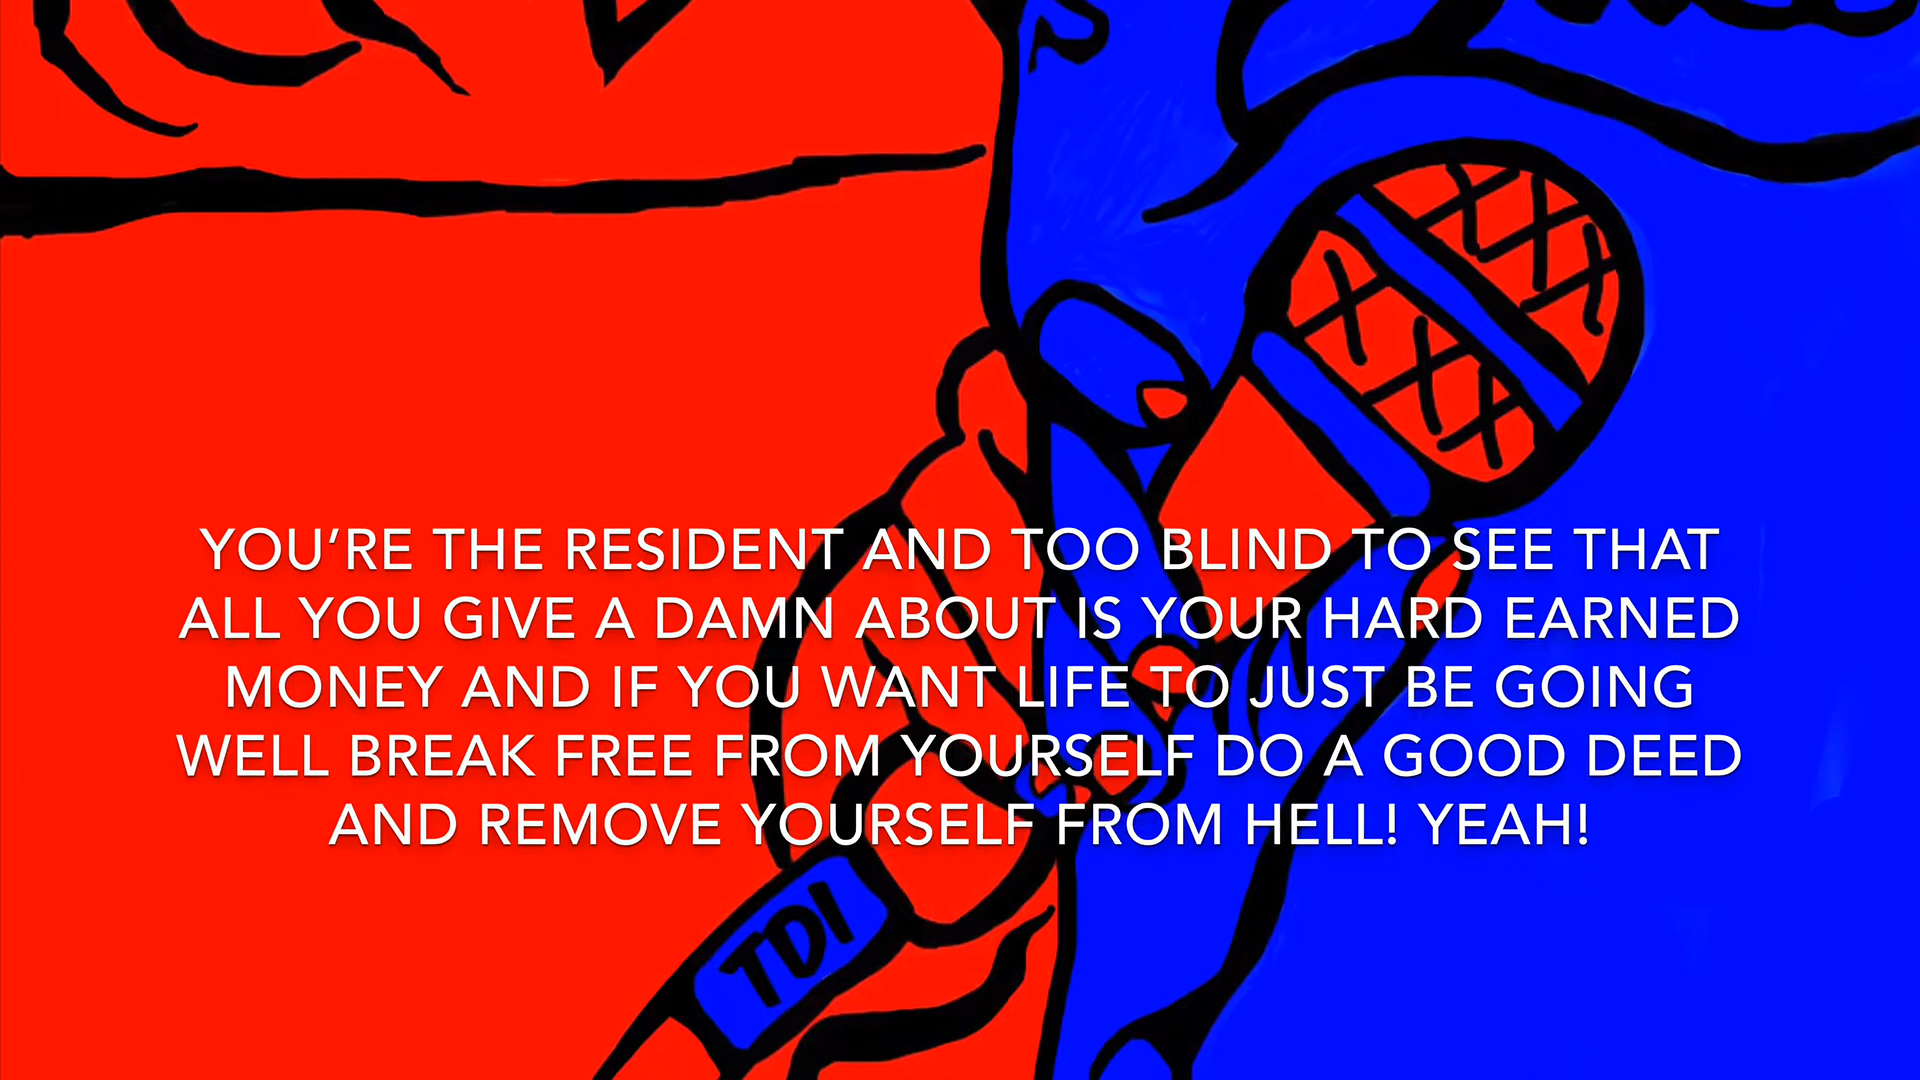 YOU’RE THE RESIDENT AND TOO BLIND TO SEE THAT
ALL YOU GIVE A DAMN ABOUT IS YOUR HARD EARNED
MONEY AND IF YOU WANT LIFE TO JUST BE GOING
WELL BREAK FREE FROM YOURSELF DO A GOOD DEED
AND REMOVE YOURSELF FROM HELL! YEAH!
TDI